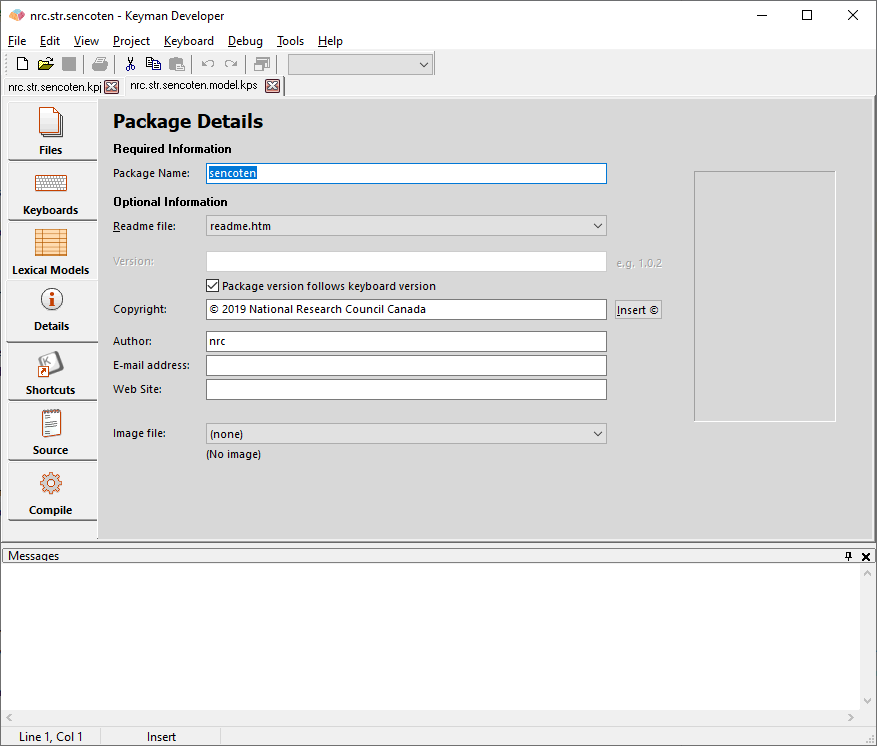 nrc.str.sencoten - Keyman Developer
File Edit View Project Keyboard Debug Tools Help
nrc.str.sencoten.kpj nrc.str.sencoten.model.kps
Files
Keyboards
Lexical Models
Details
Shortcuts
Source
Compile
Package Details
Required Information
Package Name: sencoten
Optional Information
Readme file: readme.htm
Version: e.g. 1.0.2
Package version follows keyboard version
Copyright: © 2019 National Research Council Canada Insert ©
Author: nrc
E-mail address:
Web Site:
Image file: (none)
(No image)
Messages
Line 1, Col 1 Insert